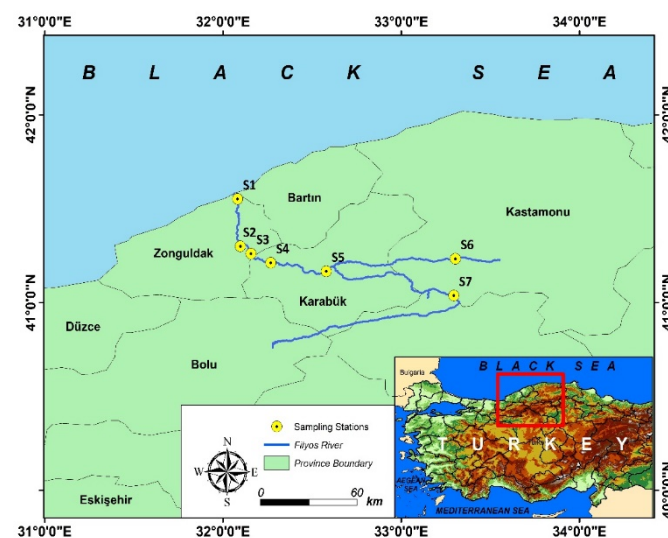 31°0'0"E 32°0'0"E 33°0'0"E 34°0'0"E
B L A C K S E A
42°0'0"N 42°0'0"N
S1
Bartın
Kastamonu
S2
S3
Zonguldak
S4
S5
S6
S7
41°0'0"N 41°0'0"N
Karabük
Düzce
Bolu
Eskişehir
Sampling Stations
Filyos River
Province Boundary
N
W E
S
0 60
km
Bulgaria
B L A C K S E A
T U R K E Y
AEGEAN
SEA
MEDITERRANEAN SEA
31°0'0"E 32°0'0"E 33°0'0"E 34°0'0"E